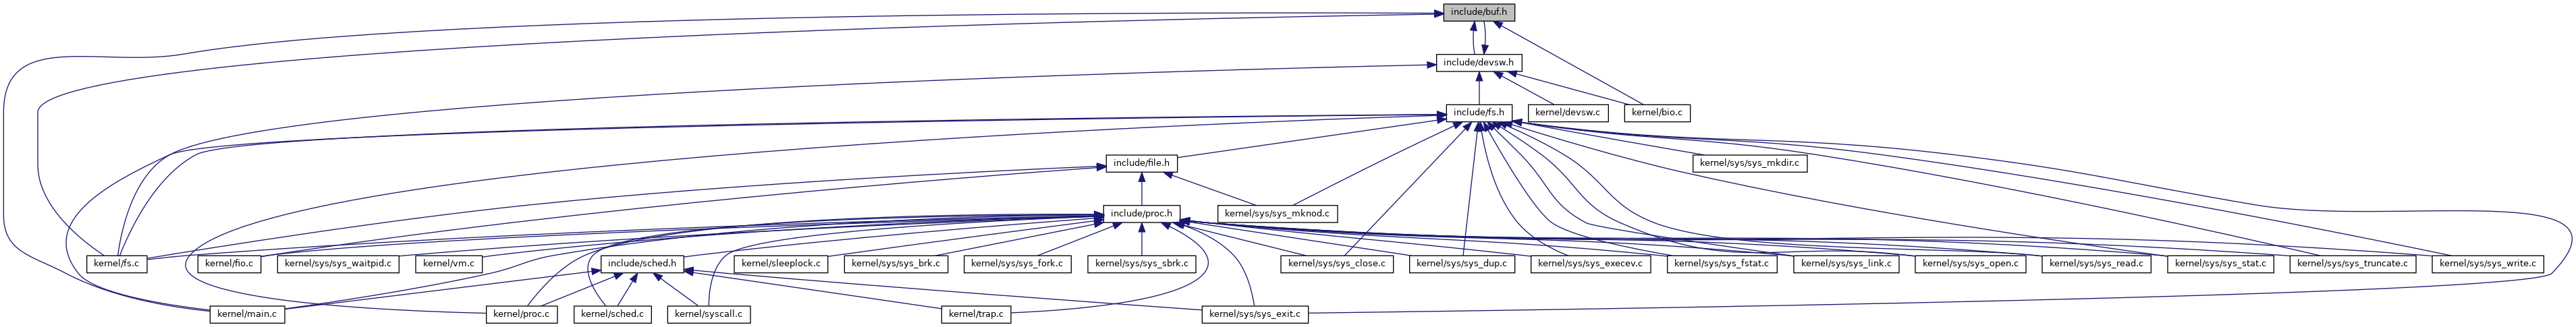 include/buf.h
include/devsw.h
include/fs.h
kernel/devsw.c
kernel/bio.c
include/file.h
kernel/sys/sys_mkdir.c
include/proc.h
kernel/sys/sys_mknod.c
kernel/fs.c
kernel/fio.c
kernel/sys/sys_waitpid.c
kernel/vm.c
include/sched.h
kernel/sleeplock.c
kernel/sys/sys_brk.c
kernel/sys/sys_fork.c
kernel/sys/sys_sbrk.c
kernel/sys/sys_close.c
kernel/sys/sys_dup.c
kernel/sys/sys_execev.c
kernel/sys/sys_fstat.c
kernel/sys/sys_link.c
kernel/sys/sys_open.c
kernel/sys/sys_read.c
kernel/sys/sys_stat.c
kernel/sys/sys_truncate.c
kernel/sys/sys_write.c
kernel/main.c
kernel/proc.c
kernel/sched.c
kernel/syscall.c
kernel/trap.c
kernel/sys/sys_exit.c